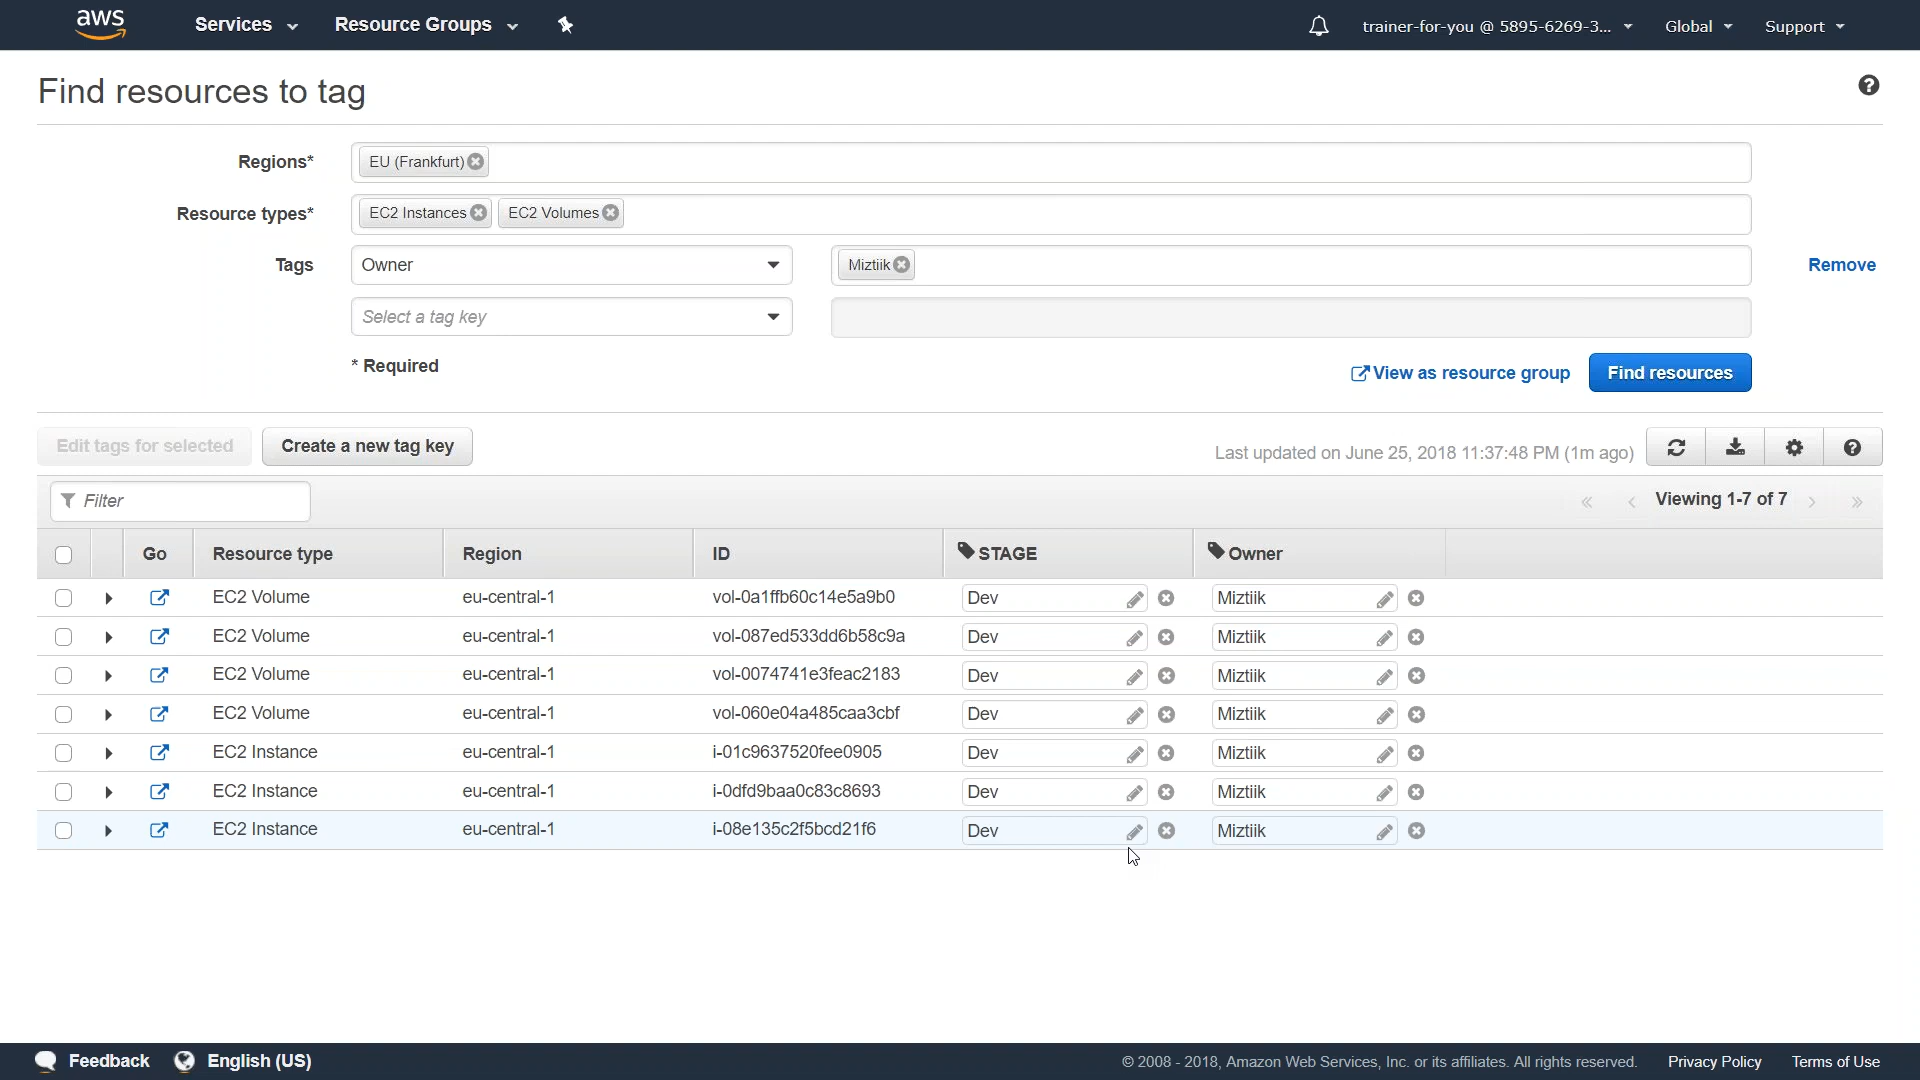 aws Services Resource Groups trainer-for-you @ 5895-6269-3... Global Support
Find resources to tag
Regions* EU (Frankfurt)
Resource types* EC2 Instances EC2 Volumes
Tags Owner Miztiik Remove
Select a tag key
* Required
View as resource group Find resources
Edit tags for selected Create a new tag key Last updated on June 25, 2018 11:37:48 PM (1m ago)
Filter « ‹ Viewing 1-7 of 7 › »
Go Resource type Region ID STAGE Owner
EC2 Volume eu-central-1 vol-0a1ffb60c14e5a9b0 Dev Miztiik
EC2 Volume eu-central-1 vol-087ed533dd6b58c9a Dev Miztiik
EC2 Volume eu-central-1 vol-0074741e3feac2183 Dev Miztiik
EC2 Volume eu-central-1 vol-060e04a485caa3cbf Dev Miztiik
EC2 Instance eu-central-1 i-01c9637520fee0905 Dev Miztiik
EC2 Instance eu-central-1 i-0dfd9baa0c83c8693 Dev Miztiik
EC2 Instance eu-central-1 i-08e135c2f5bcd21f6 Dev Miztiik
Feedback English (US) © 2008 - 2018, Amazon Web Services, Inc. or its affiliates. All rights reserved. Privacy Policy Terms of Use